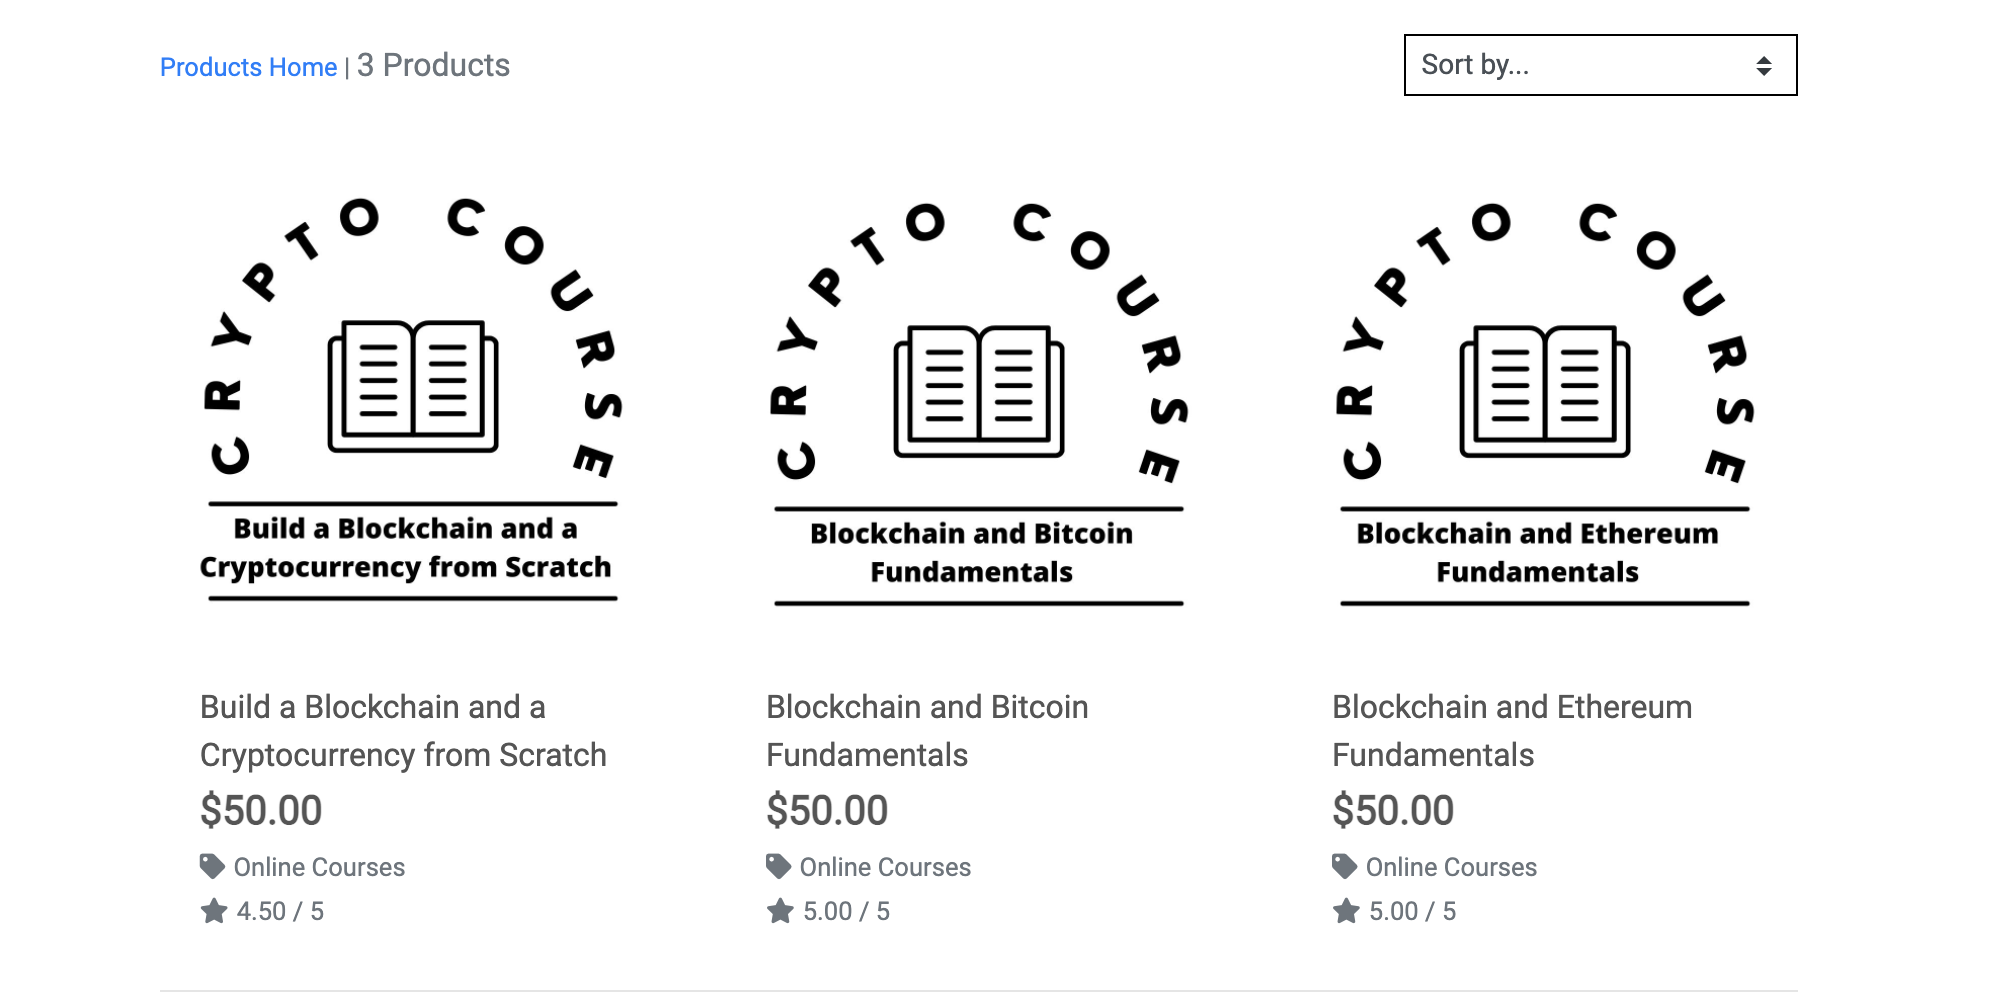 Products Home | 3 Products
Sort by...
CRYPTO COURSE
Build a Blockchain and a
Cryptocurrency from Scratch
CRYPTO COURSE
Blockchain and Bitcoin
Fundamentals
CRYPTO COURSE
Blockchain and Ethereum
Fundamentals
Build a Blockchain and a
Cryptocurrency from Scratch
$50.00
Online Courses
4.50 / 5
Blockchain and Bitcoin
Fundamentals
$50.00
Online Courses
5.00 / 5
Blockchain and Ethereum
Fundamentals
$50.00
Online Courses
5.00 / 5